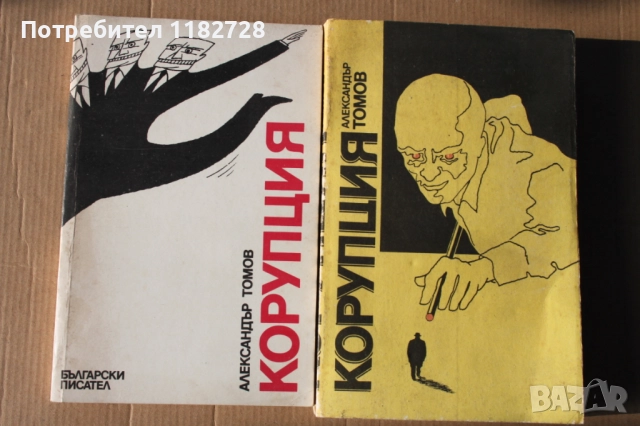 Потребител 1182728
АЛЕКСАНДЪР ТОМОВ
КОРУПЦИЯ
БЪЛГАРСКИ
ПИСАТЕЛ
КОРУПЦИЯ
АЛЕКСАНДЪР
ТОМОВ
BAZAR